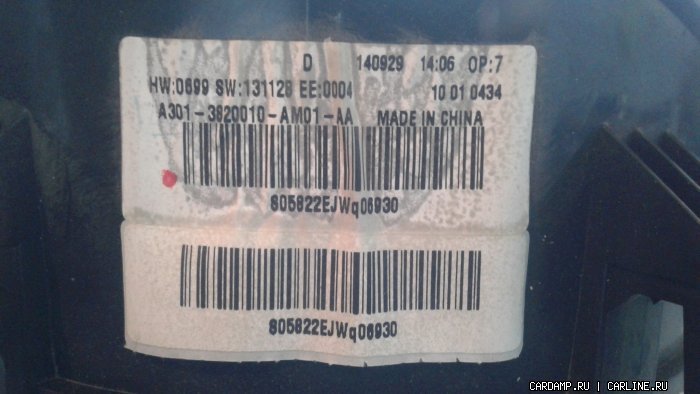 D 140929 14:06 OP:7
HW:0699 SW:131128 EE:0004 10 01 0434
A301-3820010-AM01-AA MADE IN CHINA
805822EJWq06930
805822EJWq06930
CARDAMP.RU | CARLINE.RU